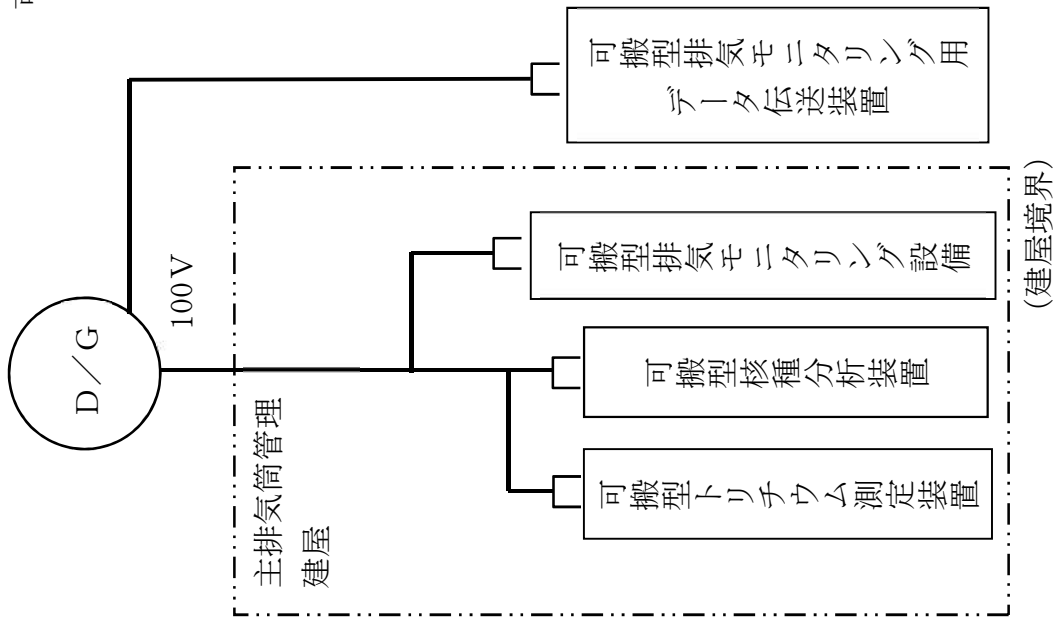 D／G
100V
主排気筒管理
建屋
可搬型排気モニタリング用
データ伝送装置
可搬型排気モニタリング設備
可搬型核種分析装置
可搬型トリチウム測定装置
(建屋境界)